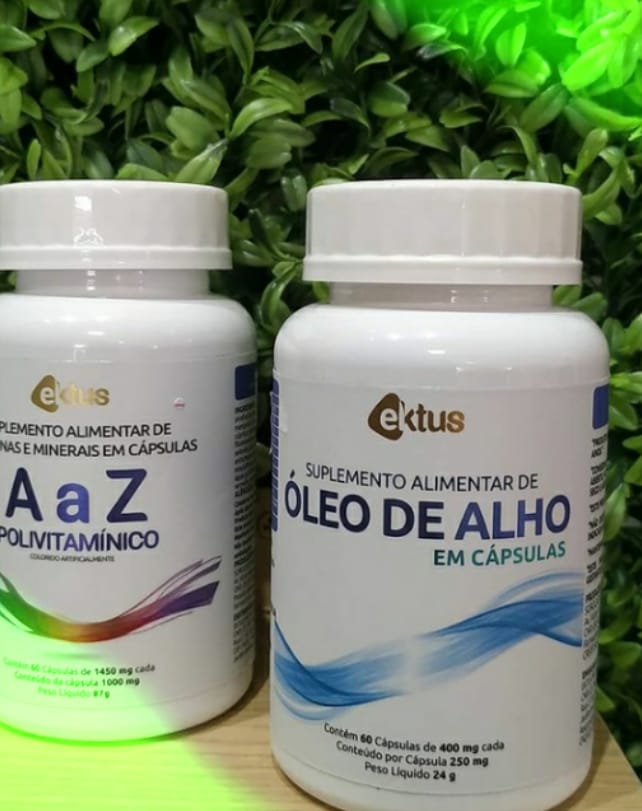 ektus
PLEMENTO ALIMENTAR DE
NAS E MINERAIS EM CÁPSULAS
A a Z
POLIVITAMÍNICO
COLORIDO ARTIFICIALMENTE
Contém 60 Cápsulas de 1450 mg cada
Conteúdo da cápsula 1000 mg
Peso Líquido 87g
ektus
SUPLEMENTO ALIMENTAR DE
ÓLEO DE ALHO
EM CÁPSULAS
Contém 60 Cápsulas de 400 mg cada
Conteúdo por Cápsula 250 mg
Peso Líquido 24 g